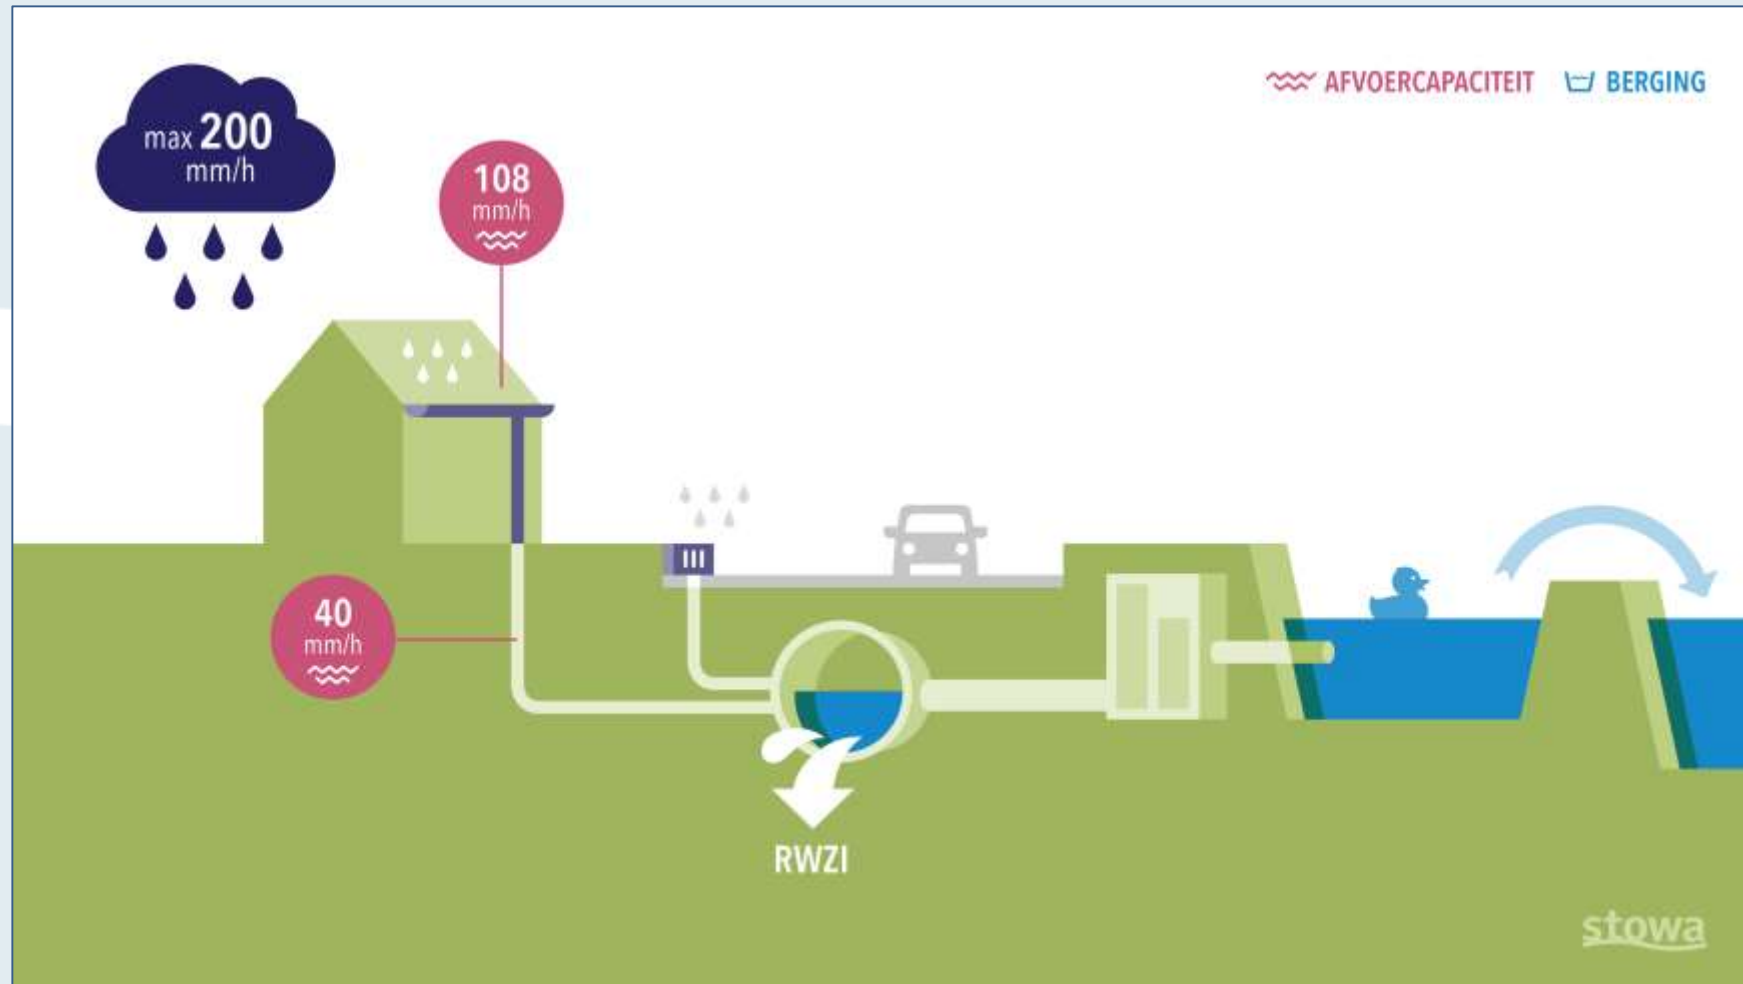 max 200
mm/h
AFVOERCAPACITEIT BERGING
108
mm/h
40
mm/h
RWZI
stowa